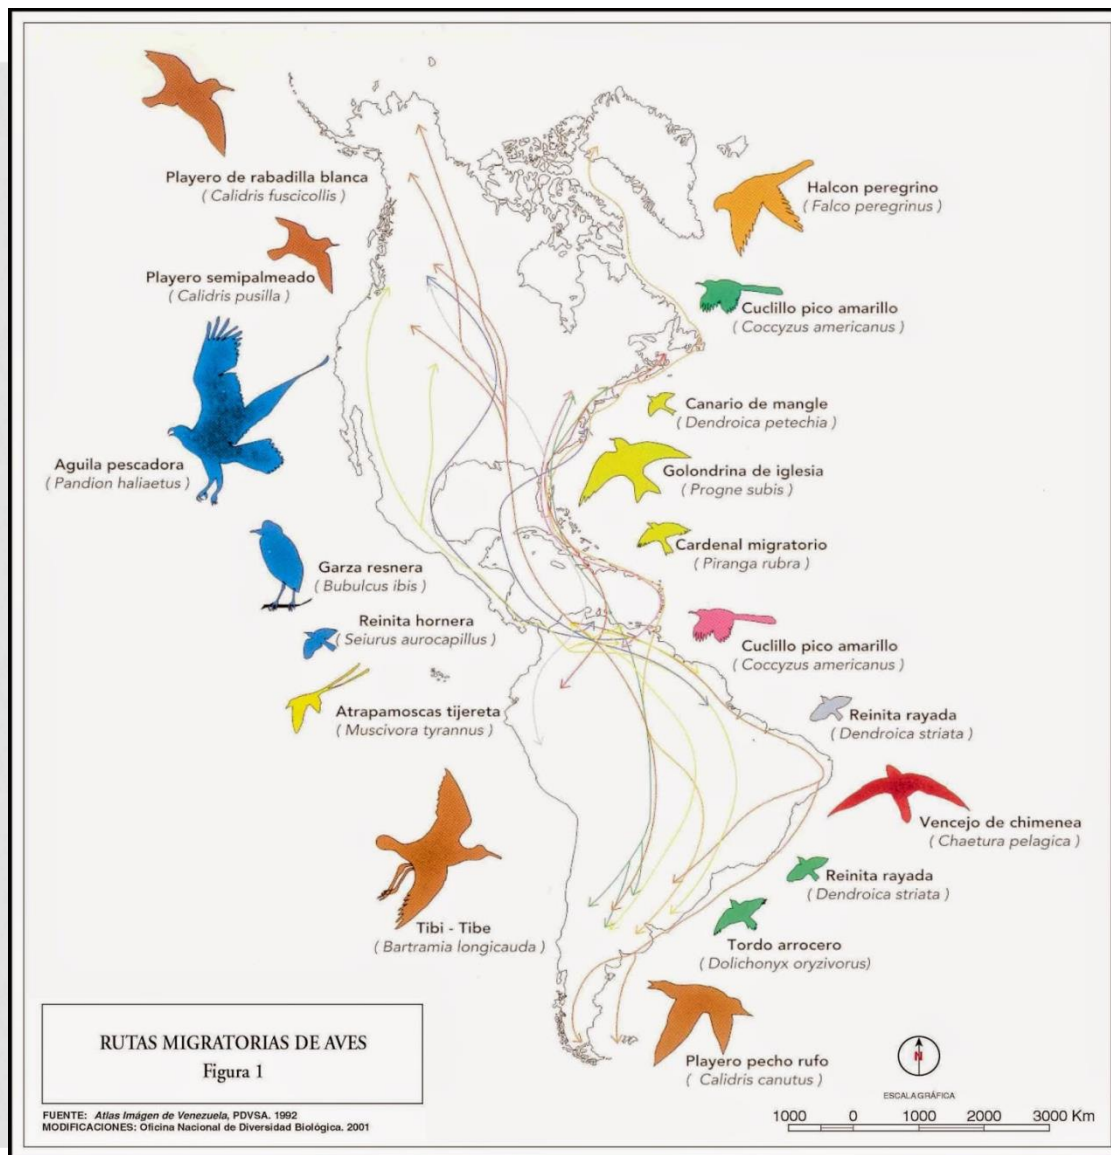 Playero de rabadilla blanca
( Calidris fuscicollis )
Halcon peregrino
( Falco peregrinus )
Playero semipalmeado
( Calidris pusilla )
Cuclillo pico amarillo
( Coccyzus americanus )
Canario de mangle
( Dendroica petechia )
Aguila pescadora
( Pandion haliaetus )
Golondrina de iglesia
( Progne subis )
Cardenal migratorio
( Piranga rubra )
Garza resnera
( Bubulcus ibis )
Reinita hornera
( Seiurus aurocapillus )
Cuclillo pico amarillo
( Coccyzus americanus )
Atrapamoscas tijereta
( Muscivora tyrannus )
Reinita rayada
( Dendroica striata )
Vencejo de chimenea
( Chaetura pelagica )
Reinita rayada
( Dendroica striata )
Tibi - Tibe
( Bartramia longicauda )
Tordo arrocero
( Dolichonyx oryzivorus)
Playero pecho rufo
( Calidris canutus )
RUTAS MIGRATORIAS DE AVES
Figura 1
N
ESCALA GRÁFICA
1000 0 1000 2000 3000 Km
FUENTE: Atlas Imágen de Venezuela, PDVSA. 1992
MODIFICACIONES: Oficina Nacional de Diversidad Biológica. 2001